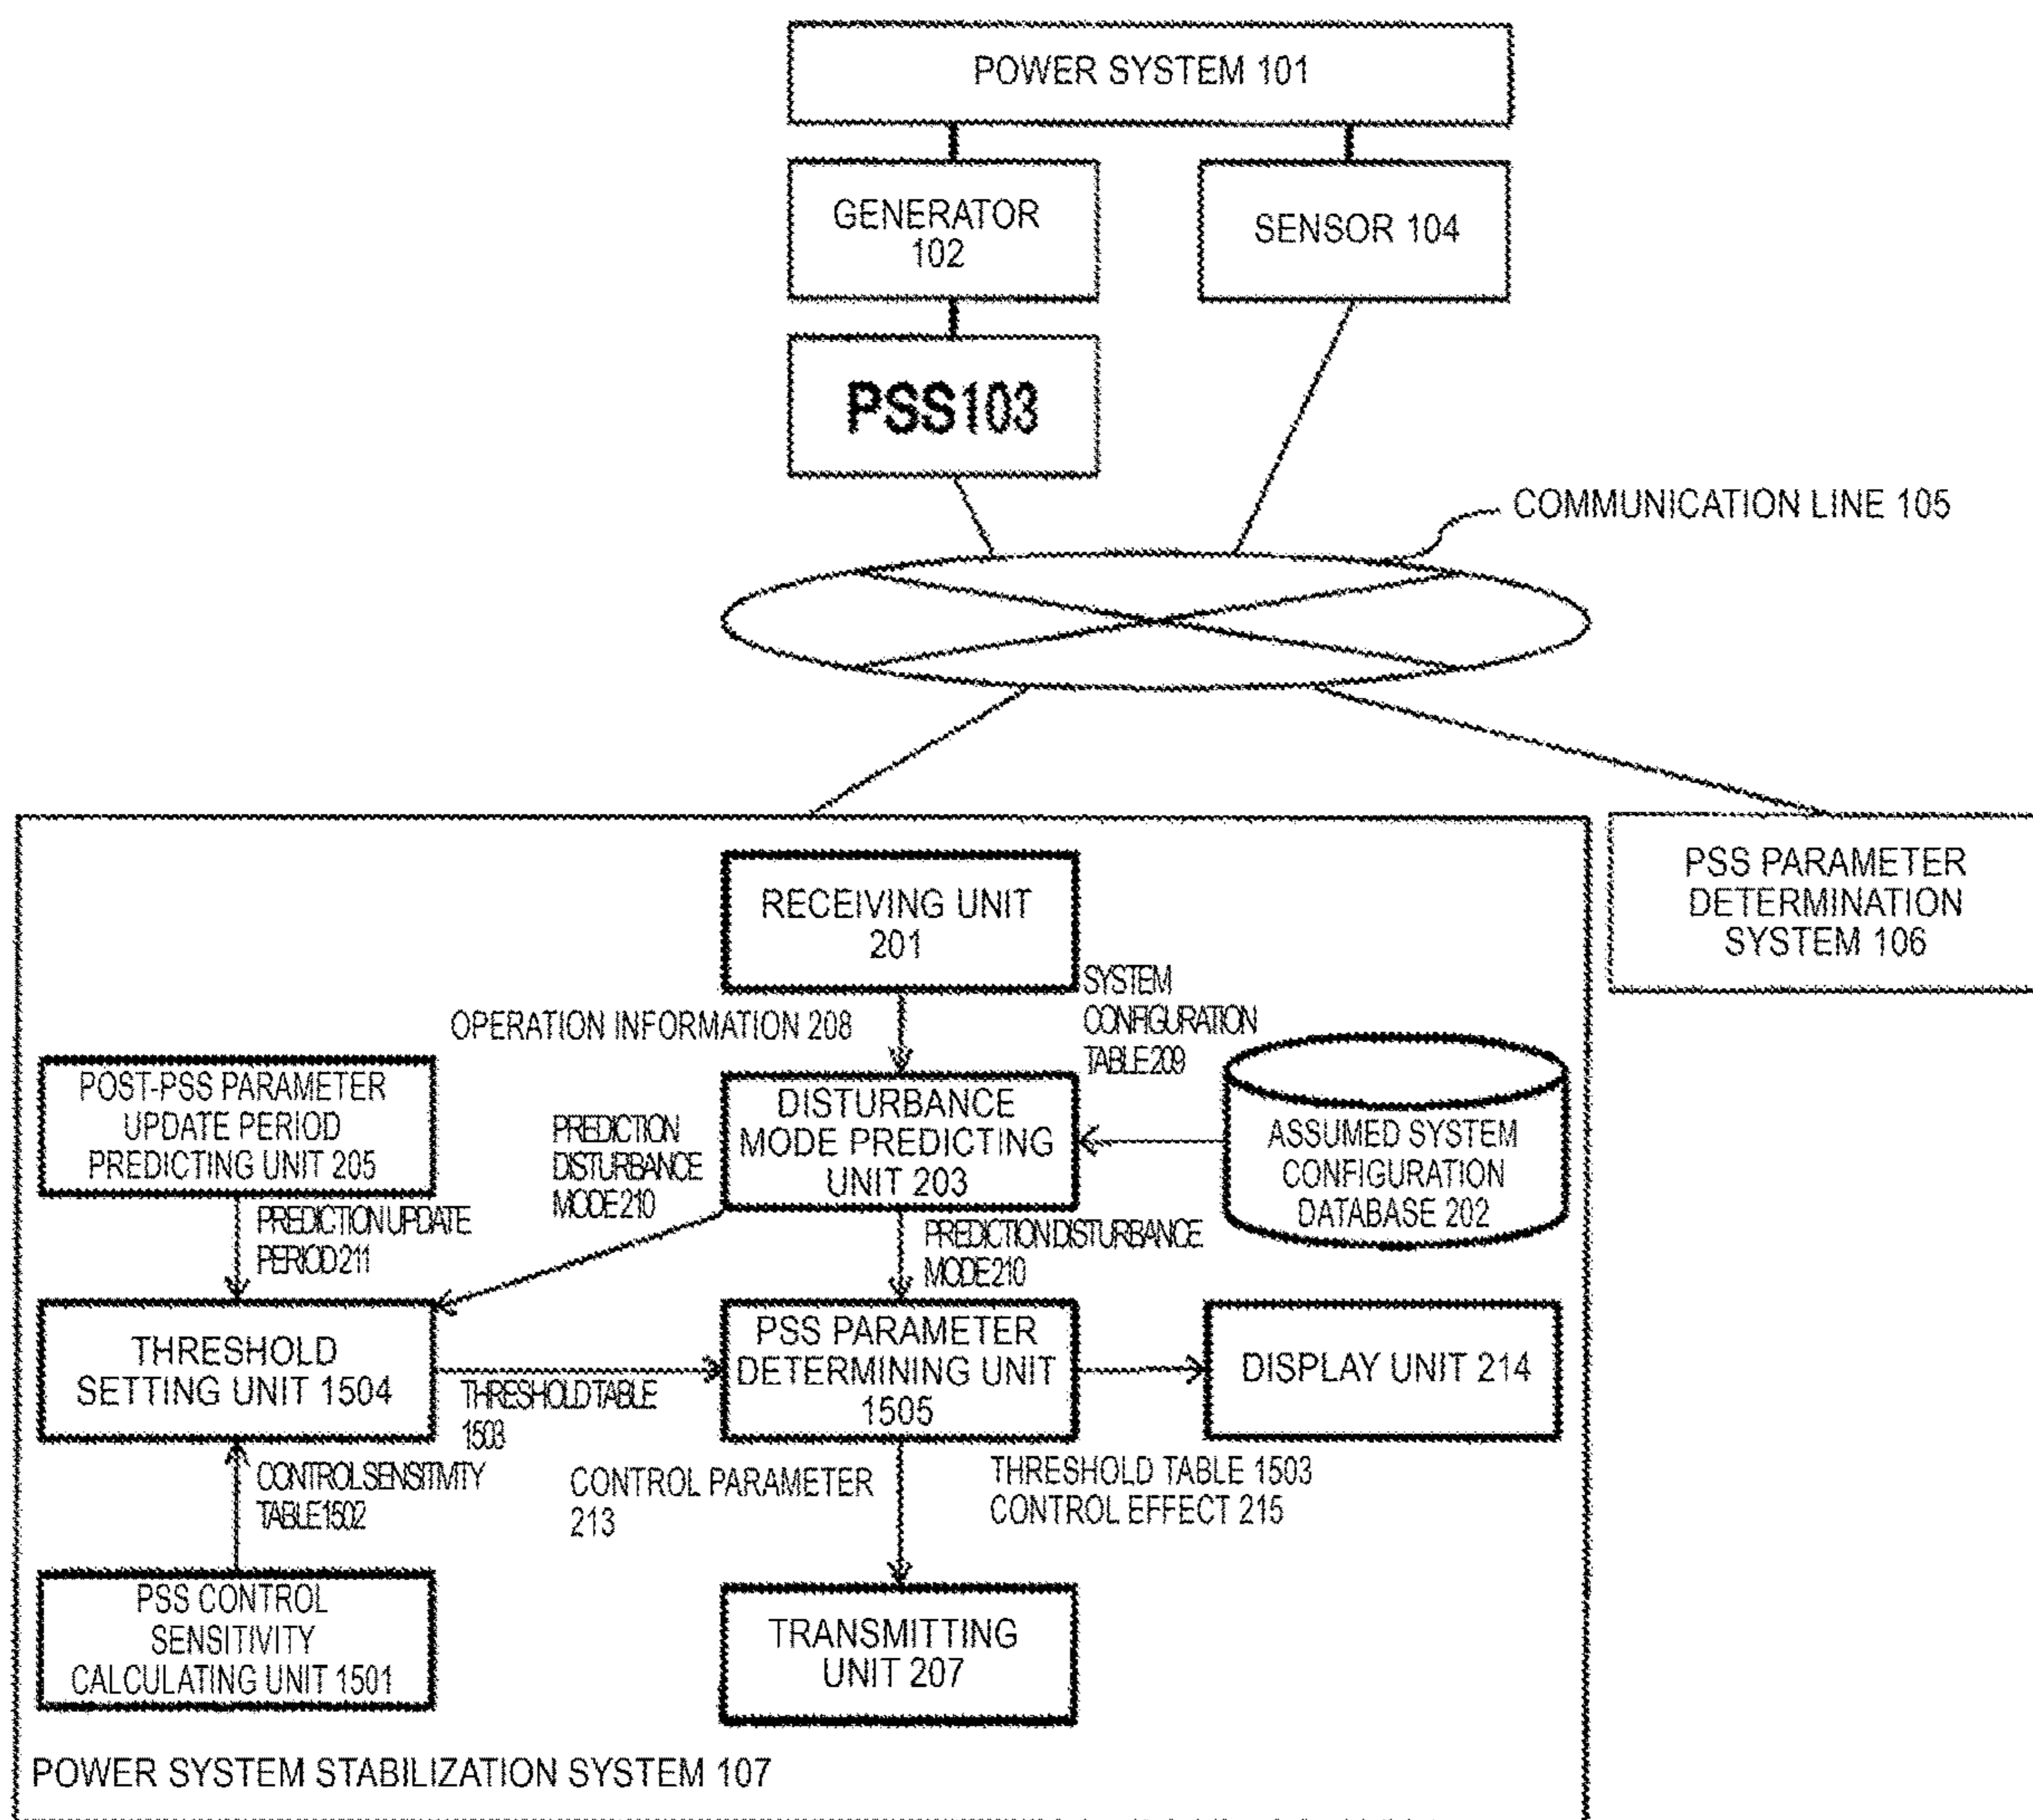 POWER SYSTEM 101
GENERATOR
102
SENSOR 104
PSS103
COMMUNICATION LINE 105
PSS PARAMETER
DETERMINATION
SYSTEM 106
RECEIVING UNIT
201
OPERATION INFORMATION 208
SYSTEM
CONFIGURATION
TABLE209
POST-PSS PARAMETER
UPDATE PERIOD
PREDICTING UNIT 205
PREDICTION
DISTURBANCE
MODE210
DISTURBANCE
MODE PREDICTING
UNIT 203
ASSUMED SYSTEM
CONFIGURATION
DATABASE 202
PREDICTION UPDATE
PERIOD211
PREDICTION DISTURBANCE
MODE210
THRESHOLD
SETTING UNIT 1504
THRESHOLD TABLE
1503
PSS PARAMETER
DETERMINING UNIT
1505
DISPLAY UNIT 214
CONTROL SENSITIVITY
TABLE1502
CONTROL PARAMETER
213
THRESHOLD TABLE 1503
CONTROL EFFECT 215
PSS CONTROL
SENSITIVITY
CALCULATING UNIT 1501
TRANSMITTING
UNIT 207
POWER SYSTEM STABILIZATION SYSTEM 107